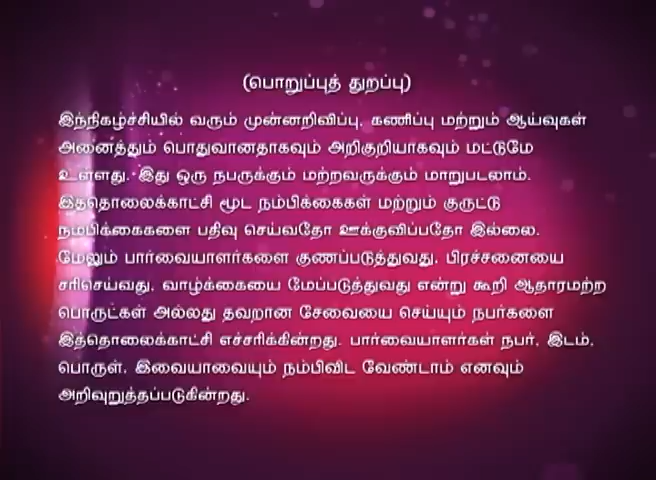 (பொறுப்புத் துறப்பு)
இந்நிகழ்ச்சியில் வரும் முன்னறிவிப்பு, கணிப்பு மற்றும் ஆய்வுகள்
அனைத்தும் பொதுவானதாகவும் அறிகுறியாகவும் மட்டுமே
உள்ளது. இது ஒரு நபருக்கும் மற்றவருக்கும் மாறுபடலாம்.
இத்தொலைக்காட்சி மூட நம்பிக்கைகள் மற்றும் குருட்டு
நம்பிக்கைகளை பதிவு செய்வதோ ஊக்குவிப்பதோ இல்லை.
மேலும் பார்வையாளர்களை குணப்படுத்துவது, பிரச்சனையை
சரிசெய்வது, வாழ்க்கையை மேப்படுத்துவது என்று கூறி ஆதாரமற்ற
பொருட்கள் அல்லது தவறான சேவையை செய்யும் நபர்களை
இத்தொலைக்காட்சி எச்சரிக்கின்றது. பார்வையாளர்கள் நபர், இடம்,
பொருள், இவையாவையும் நம்பிவிட வேண்டாம் எனவும்
அறிவுறுத்தப்படுகின்றது.